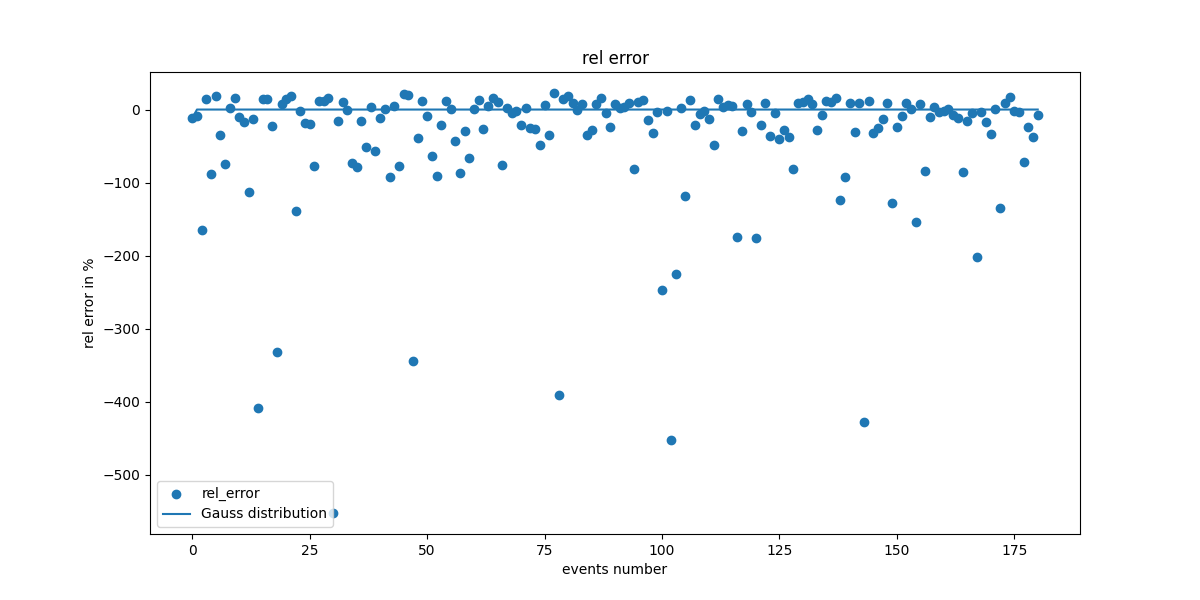 rel error
0
−100
−200
−300
−400
−500
rel error in %
rel_error
Gauss distribution
0
25
50
75
100
125
150
175
events number